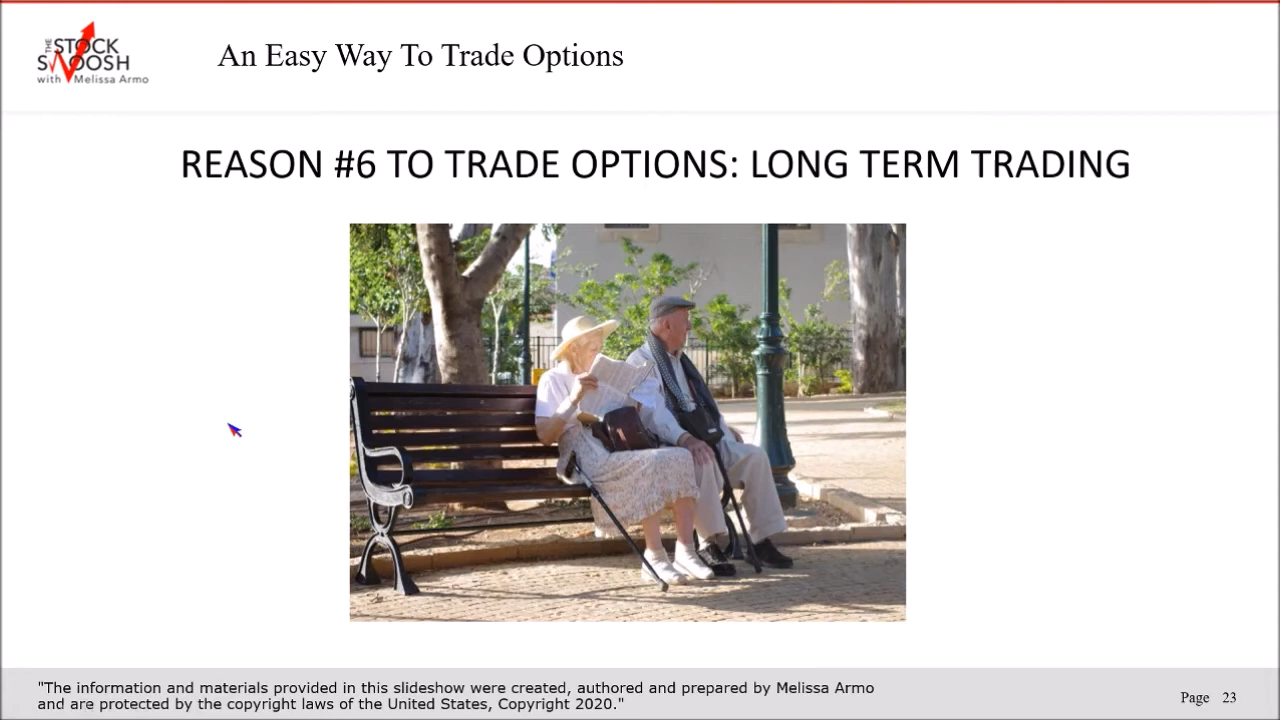 THE
STOCK
SWOOSH
with Melissa Armo
An Easy Way To Trade Options
REASON #6 TO TRADE OPTIONS: LONG TERM TRADING
"The information and materials provided in this slideshow were created, authored and prepared by Melissa Armo
and are protected by the copyright laws of the United States, Copyright 2020."
Page 23